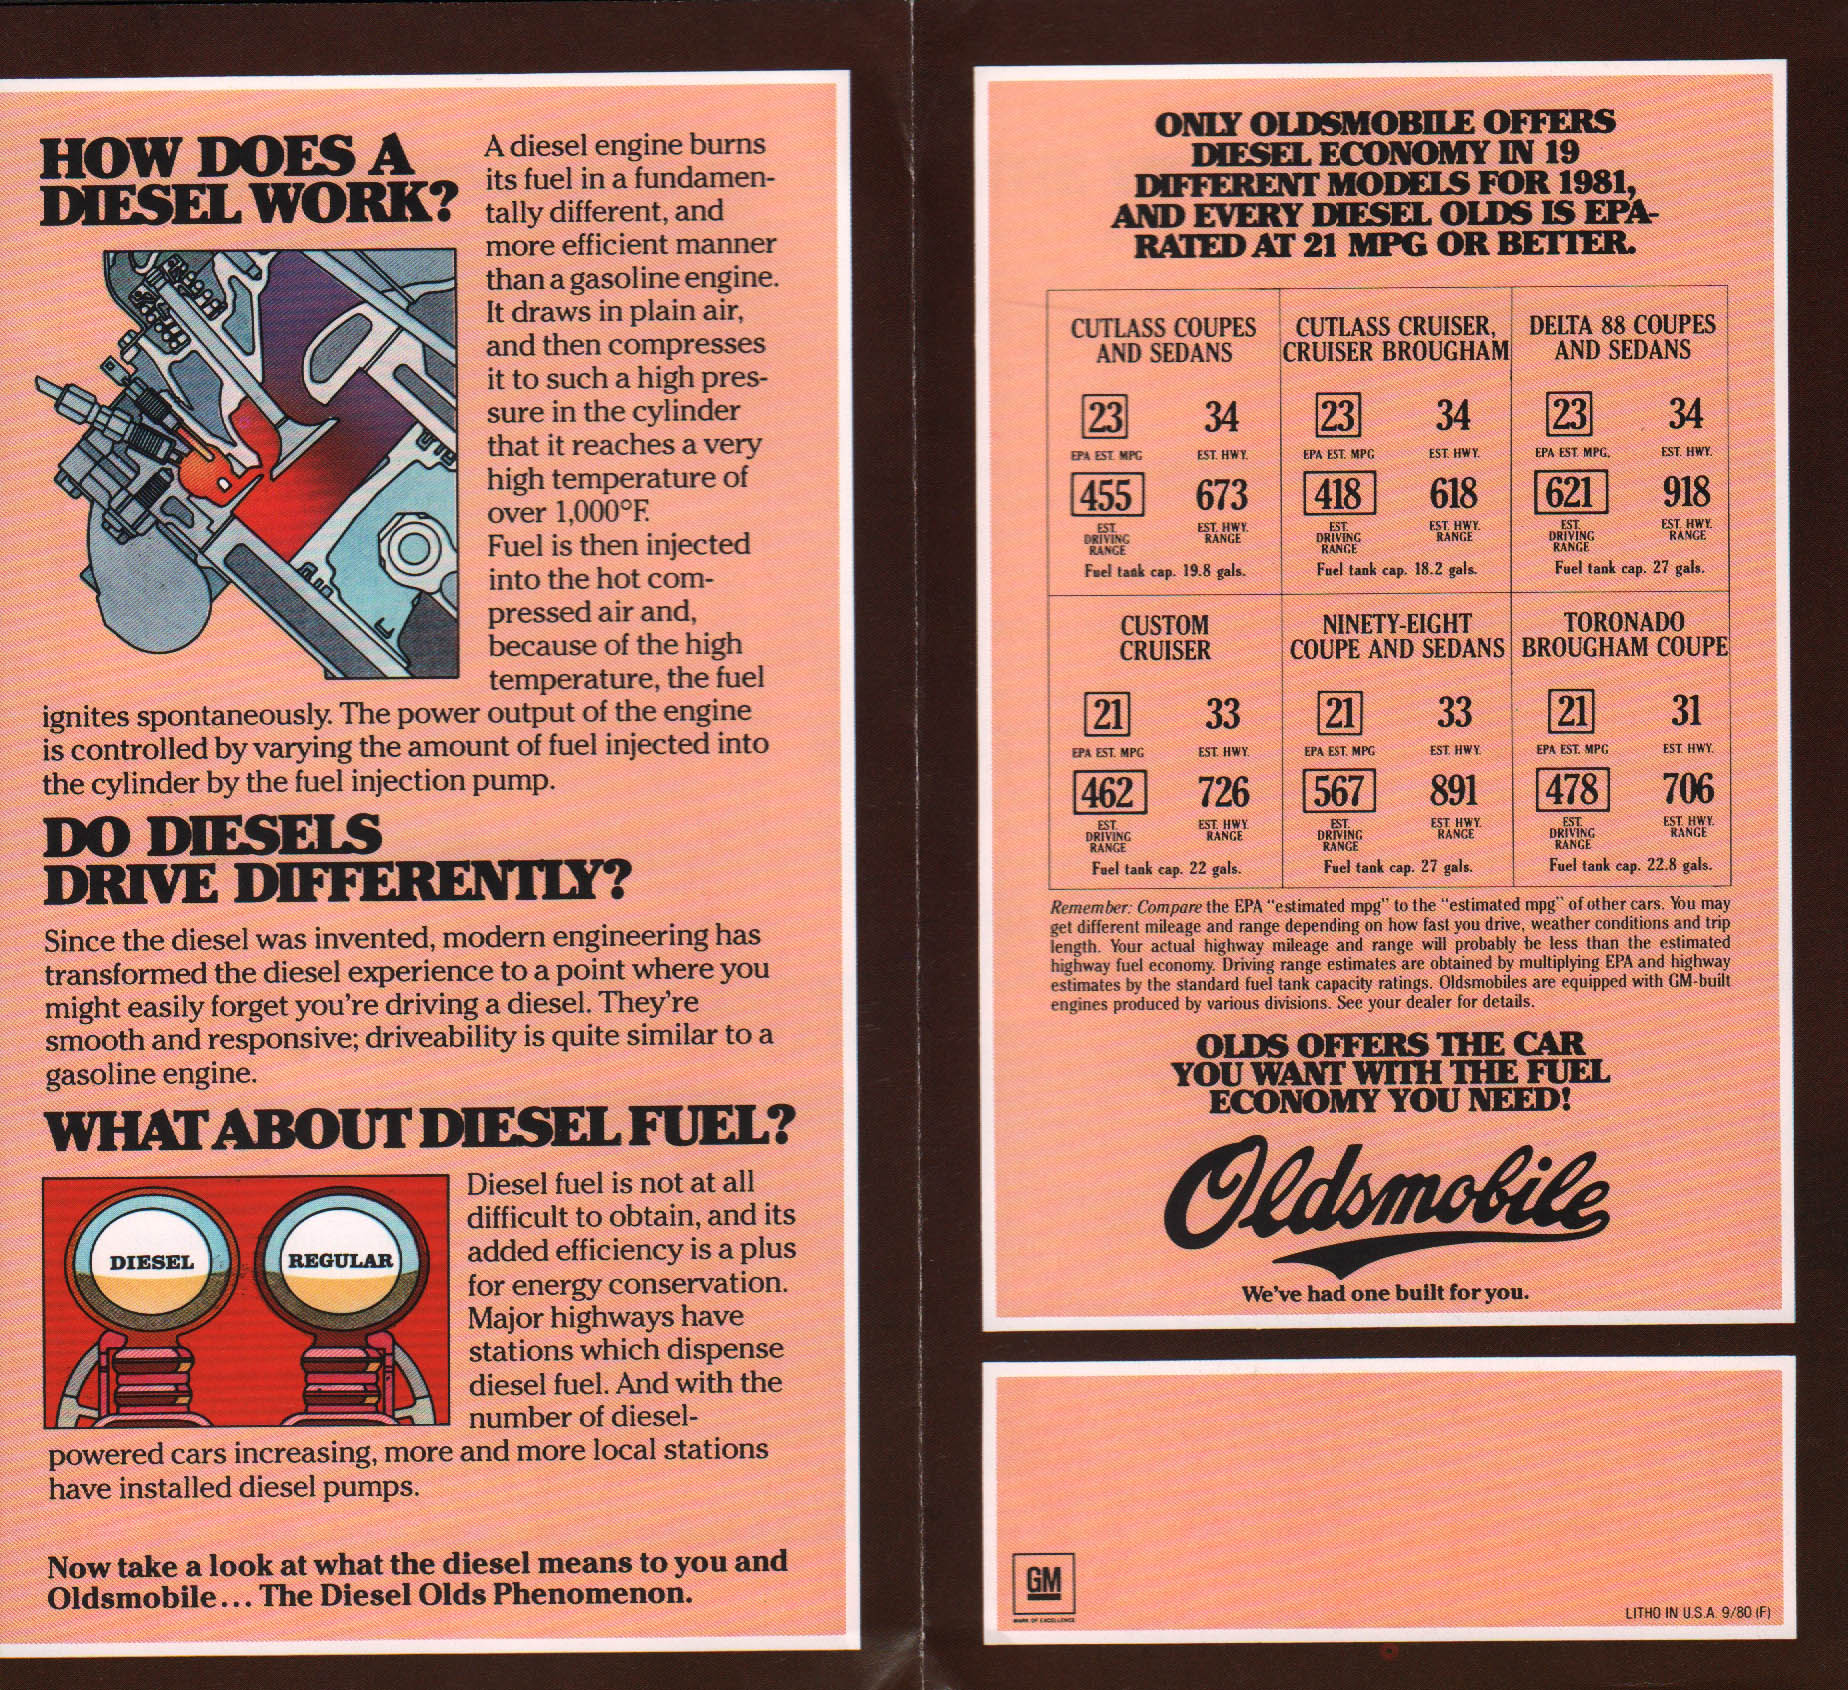 HOW DOES A
DIESEL WORK?
A diesel engine burns
its fuel in a fundamen-
tally different, and
more efficient manner
than a gasoline engine.
It draws in plain air,
and then compresses
it to such a high pres-
sure in the cylinder
that it reaches a very
high temperature of
over 1,000°F.
Fuel is then injected
into the hot com-
pressed air and,
because of the high
temperature, the fuel
ignites spontaneously. The power output of the engine
is controlled by varying the amount of fuel injected into
the cylinder by the fuel injection pump.
DO DIESELS
DRIVE DIFFERENTLY?
Since the diesel was invented, modern engineering has
transformed the diesel experience to a point where you
might easily forget you're driving a diesel. They're
smooth and responsive; driveability is quite similar to a
gasoline engine.
WHAT ABOUT DIESEL FUEL?
DIESEL
REGULAR
Diesel fuel is not at all
difficult to obtain, and its
added efficiency is a plus
for energy conservation.
Major highways have
stations which dispense
diesel fuel. And with the
number of diesel-
powered cars increasing, more and more local stations
have installed diesel pumps.
Now take a look at what the diesel means to you and
Oldsmobile... The Diesel Olds Phenomenon.
ONLY OLDSMOBILE OFFERS
DIESEL ECONOMY IN 19
DIFFERENT MODELS FOR 1981,
AND EVERY DIESEL OLDS IS EPA-
RATED AT 21 MPG OR BETTER.
CUTLASS COUPES
AND SEDANS
23 34
EPA EST. MPG EST. HWY.
455 673
EST. DRIVING RANGE EST. HWY. RANGE
Fuel tank cap. 19.8 gals.
CUTLASS CRUISER,
CRUISER BROUGHAM
23 34
EPA EST. MPG EST. HWY.
418 618
EST. DRIVING RANGE EST. HWY. RANGE
Fuel tank cap. 18.2 gals.
DELTA 88 COUPES
AND SEDANS
23 34
EPA EST. MPG. EST. HWY.
621 918
EST. DRIVING RANGE EST. HWY. RANGE
Fuel tank cap. 27 gals.
CUSTOM
CRUISER
21 33
EPA EST. MPG EST. HWY.
462 726
EST. DRIVING RANGE EST. HWY. RANGE
Fuel tank cap. 22 gals.
NINETY-EIGHT
COUPE AND SEDANS
21 33
EPA EST. MPG EST. HWY.
567 891
EST. DRIVING RANGE EST. HWY. RANGE
Fuel tank cap. 27 gals.
TORONADO
BROUGHAM COUPE
21 31
EPA EST. MPG EST. HWY.
478 706
EST. DRIVING RANGE EST. HWY. RANGE
Fuel tank cap. 22.8 gals.
Remember: Compare the EPA "estimated mpg" to the "estimated mpg" of other cars. You may
get different mileage and range depending on how fast you drive, weather conditions and trip
length. Your actual highway mileage and range will probably be less than the estimated
highway fuel economy. Driving range estimates are obtained by multiplying EPA and highway
estimates by the standard fuel tank capacity ratings. Oldsmobiles are equipped with GM-built
engines produced by various divisions. See your dealer for details.
OLDS OFFERS THE CAR
YOU WANT WITH THE FUEL
ECONOMY YOU NEED!
Oldsmobile
We've had one built for you.
GM
MARK OF EXCELLENCE
LITHO IN U.S.A. 9/80 (F)